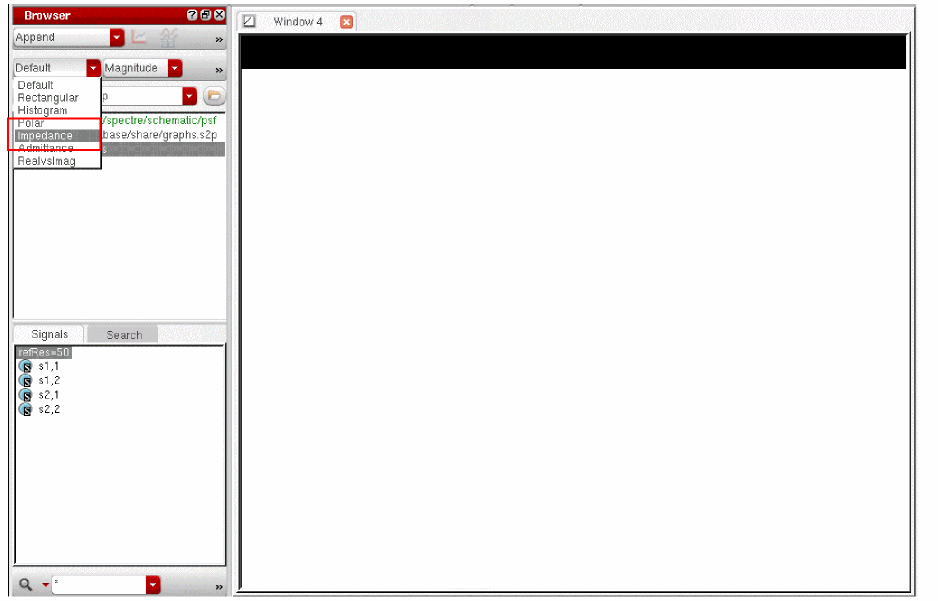 Browser
Window 4
Append
Default
Magnitude
Default
Rectangular
Histogram
Polar
Impedance
Admittance
RealvsImag
p
/spectre/schematic/psf
base/share/graphs.s2p
s
Signals
Search
refRes=50
s1,1
s1,2
s2,1
s2,2
*